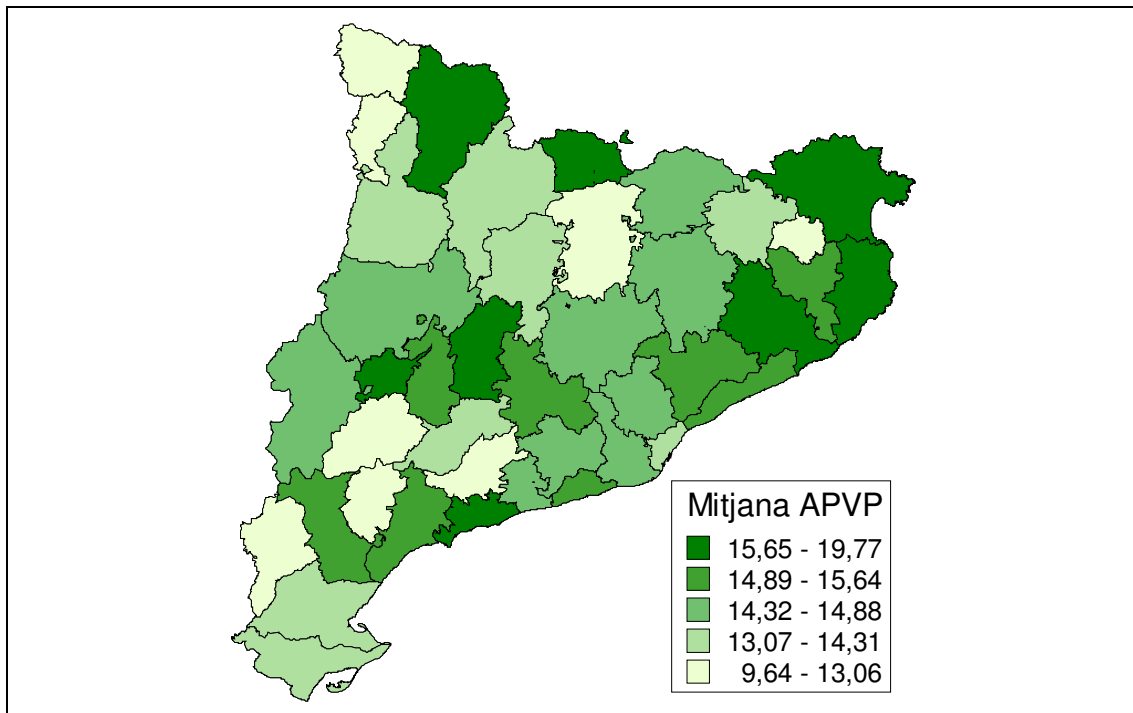 Mitjana APVP
15,65 - 19,77
14,89 - 15,64
14,32 - 14,88
13,07 - 14,31
9,64 - 13,06